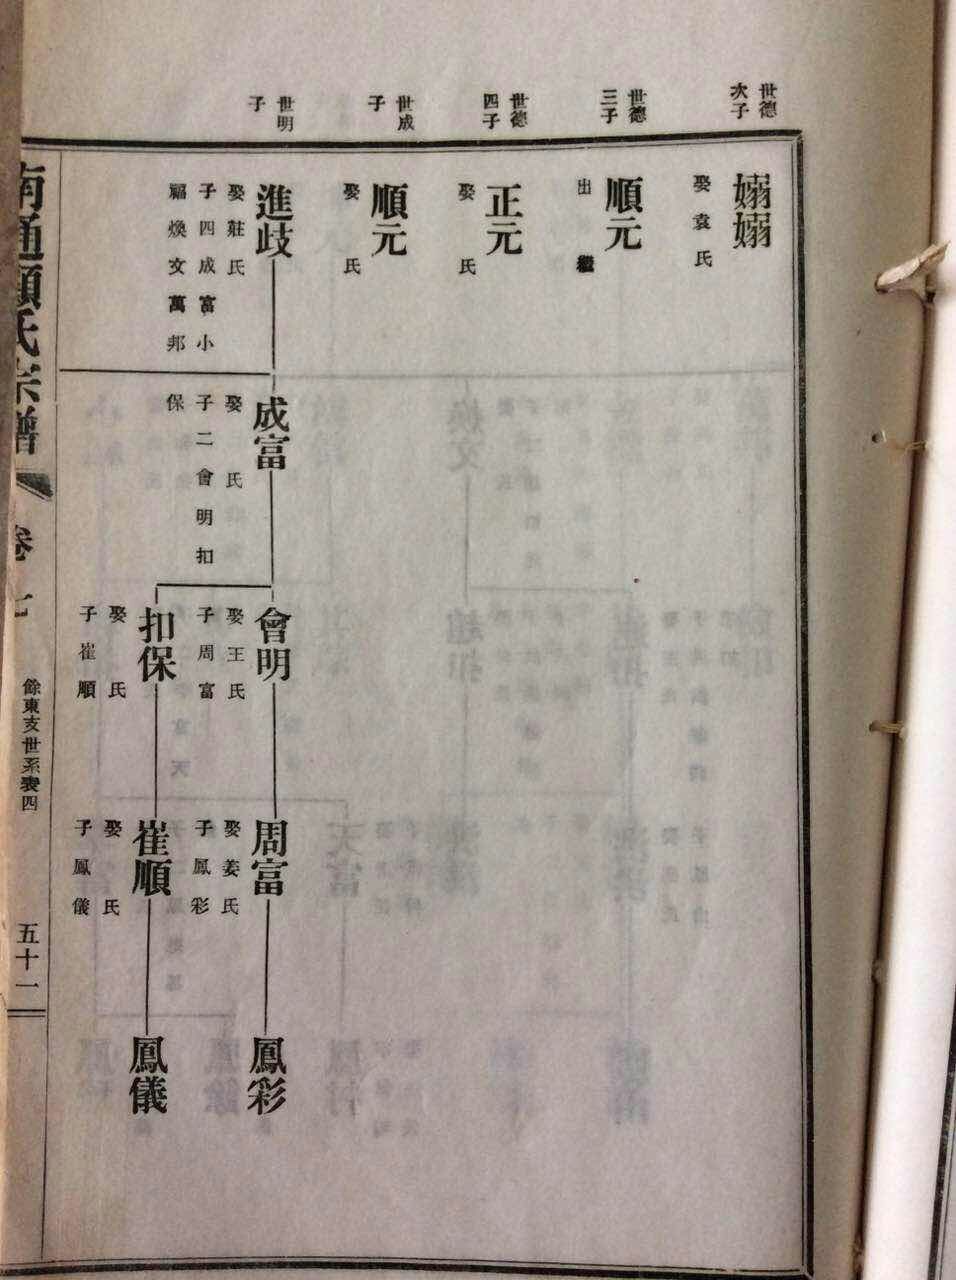 世德
次子
嫋嫋
娶袁氏
世德
三子
順元
出繼
世德
四子
正元
娶 氏
世成
子
順元
娶 氏
世明
子
進歧
娶莊氏
子四成富小
福煥文萬邦
成富
娶 氏
子二會明扣
保
會明
娶王氏
子周富
扣保
娶 氏
子崔順
周富
娶姜氏
子鳳彩
崔順
娶 氏
子鳳儀
鳳彩
鳳儀
南通顧氏宗譜
卷七
餘東支世系表四
五十一